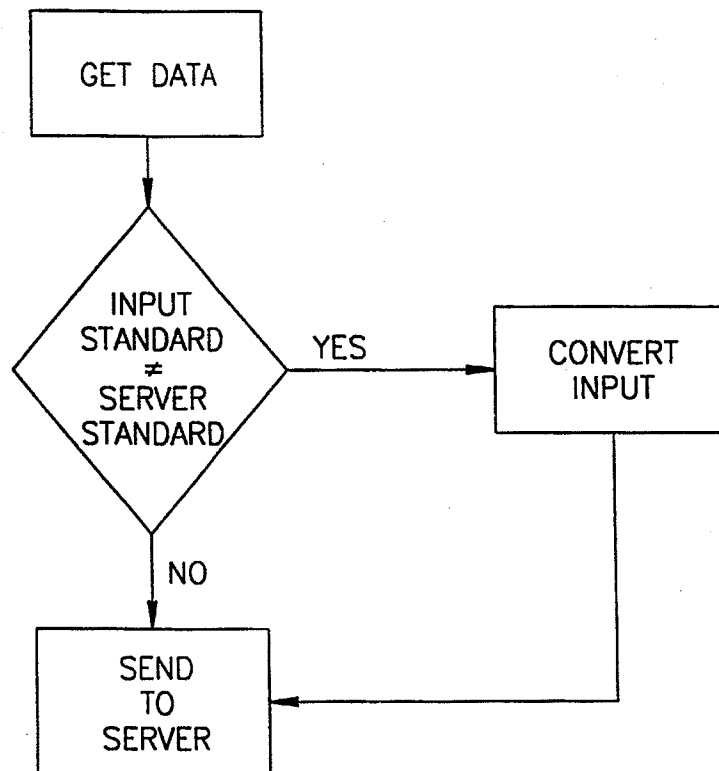 GET DATA
INPUT
STANDARD
≠
SERVER
STANDARD
YES
CONVERT
INPUT
NO
SEND
TO
SERVER